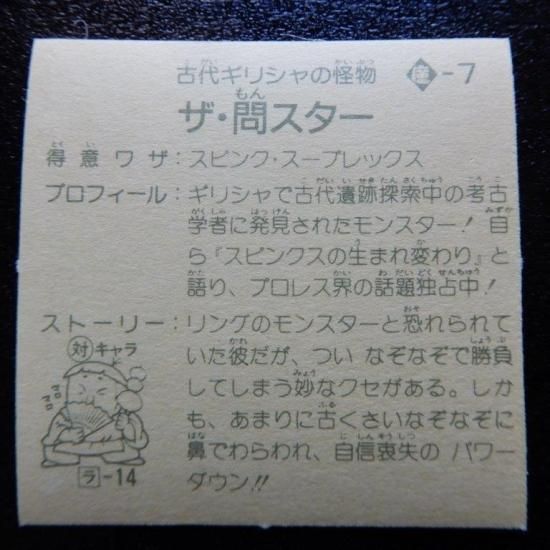 古代ギリシャの怪物 -7
ザ・問スター
得意ワザ:スピンク・スープレックス
プロフィール:ギリシャで古代遺跡探索中の考古
学者に発見されたモンスター! 自
ら『スピンクスの生まれ変わり』と
語り、プロレス界の話題独占中!
ストーリー:リングのモンスターと恐れられて
いた彼だが、つい なぞなぞで勝負
してしまう妙なクセがある。しか
も、あまりに古くさいなぞなぞに
鼻でわらわれ、自信喪失の パワー
ダウン!!
対キャラ
ラ-14